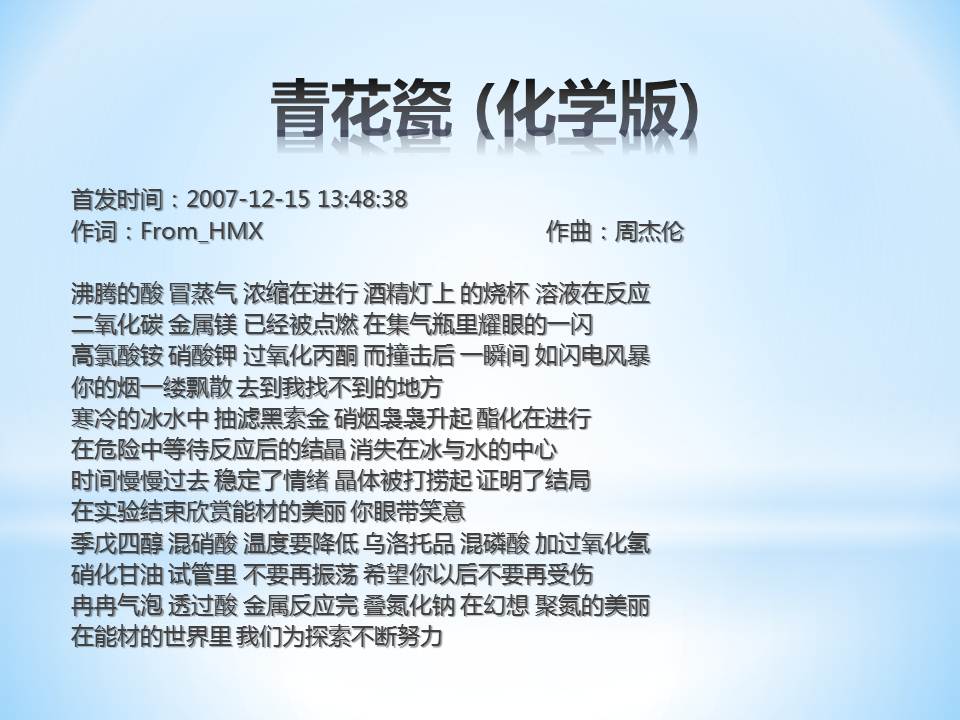 青花瓷 (化学版)
首发时间：2007-12-15 13:48:38
作词：From_HMX 作曲：周杰伦
沸腾的酸 冒蒸气 浓缩在进行 酒精灯上 的烧杯 溶液在反应
二氧化碳 金属镁 已经被点燃 在集气瓶里耀眼的一闪
高氯酸铵 硝酸钾 过氧化丙酮 而撞击后 一瞬间 如闪电风暴
你的烟一缕飘散 去到我找不到的地方
寒冷的冰水中 抽滤黑索金 硝烟袅袅升起 酯化在进行
在危险中等待反应后的结晶 消失在冰与水的中心
时间慢慢过去 稳定了情绪 晶体被打捞起 证明了结局
在实验结束欣赏能材的美丽 你眼带笑意
季戊四醇 混硝酸 温度要降低 乌洛托品 混磷酸 加过氧化氢
硝化甘油 试管里 不要再振荡 希望你以后不要再受伤
冉冉气泡 透过酸 金属反应完 叠氮化钠 在幻想 聚氮的美丽
在能材的世界里 我们为探索不断努力